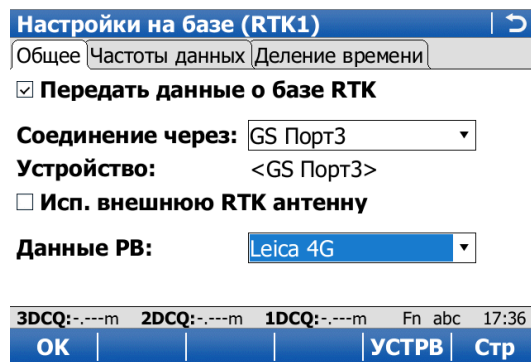 Настройки на базе (RTK1)
Общее Частоты данных Деление времени
Передать данные о базе RTK
Соединение через: GS Порт3
Устройство: <GS Порт3>
Исп. внешнюю RTK антенну
Данные РВ: Leica 4G
3DCQ:-.---m 2DCQ:-.---m 1DCQ:-.---m Fn abc 17:36
OK УСТРВ Стр